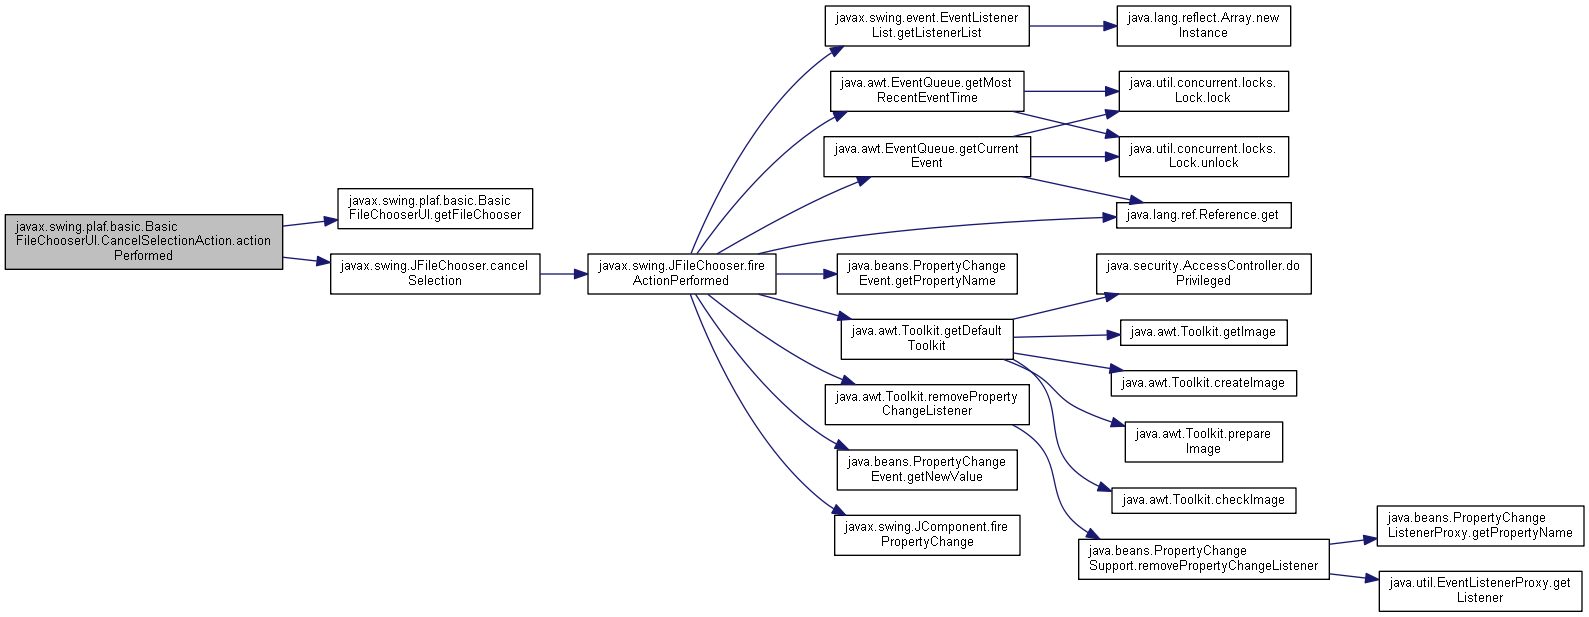 javax.swing.plaf.basic.Basic
FileChooserUI.CancelSelectionAction.action
Performed
javax.swing.plaf.basic.Basic
FileChooserUI.getFileChooser
javax.swing.JFileChooser.cancel
Selection
javax.swing.JFileChooser.fire
ActionPerformed
javax.swing.event.EventListener
List.getListenerList
java.lang.reflect.Array.new
Instance
java.awt.EventQueue.getMost
RecentEventTime
java.util.concurrent.locks.
Lock.lock
java.awt.EventQueue.getCurrent
Event
java.util.concurrent.locks.
Lock.unlock
java.lang.ref.Reference.get
java.beans.PropertyChange
Event.getPropertyName
java.awt.Toolkit.getDefault
Toolkit
java.security.AccessController.do
Privileged
java.awt.Toolkit.getImage
java.awt.Toolkit.createImage
java.awt.Toolkit.prepare
Image
java.awt.Toolkit.checkImage
java.awt.Toolkit.removeProperty
ChangeListener
java.beans.PropertyChange
Event.getNewValue
javax.swing.JComponent.fire
PropertyChange
java.beans.PropertyChange
Support.removePropertyChangeListener
java.beans.PropertyChange
ListenerProxy.getPropertyName
java.util.EventListenerProxy.get
Listener